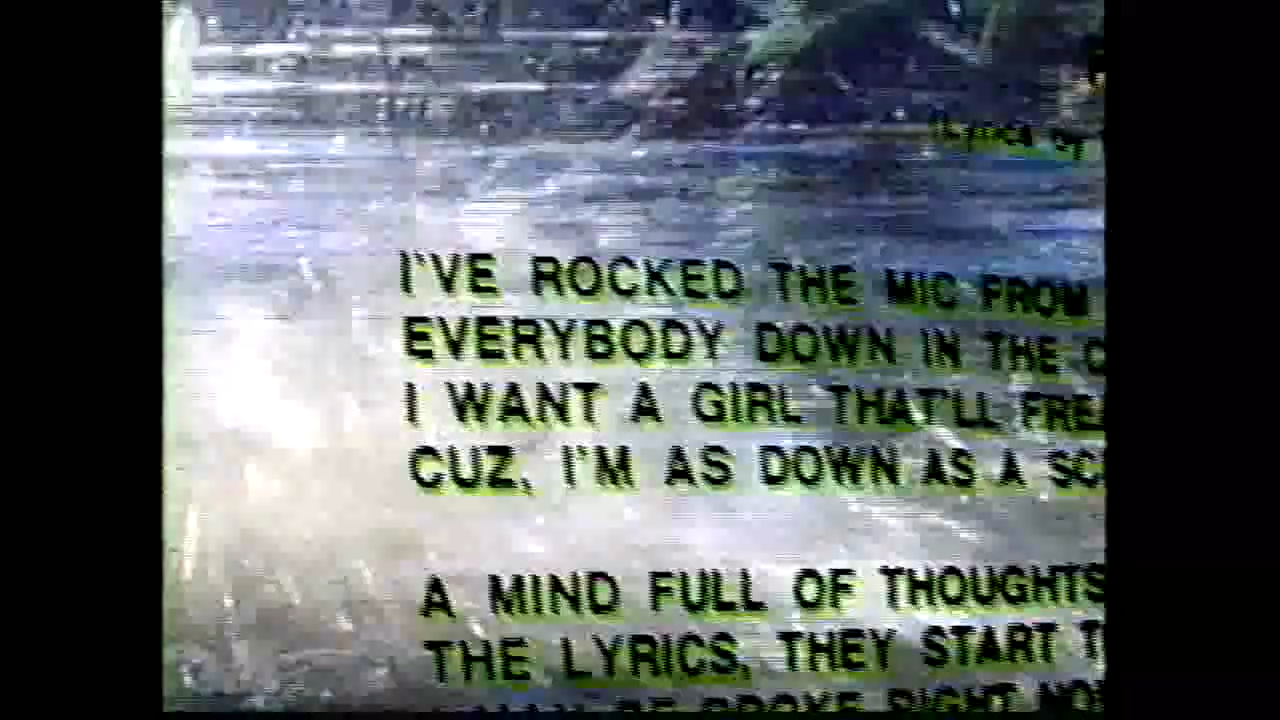 I'VE ROCKED THE MIC FROM
EVERYBODY DOWN IN THE
I WANT A GIRL THAT'LL
CUZ, I'M AS DOWN AS A
A MIND FULL OF THOUGHTS
THE LYRICS, THEY START
RIGHT